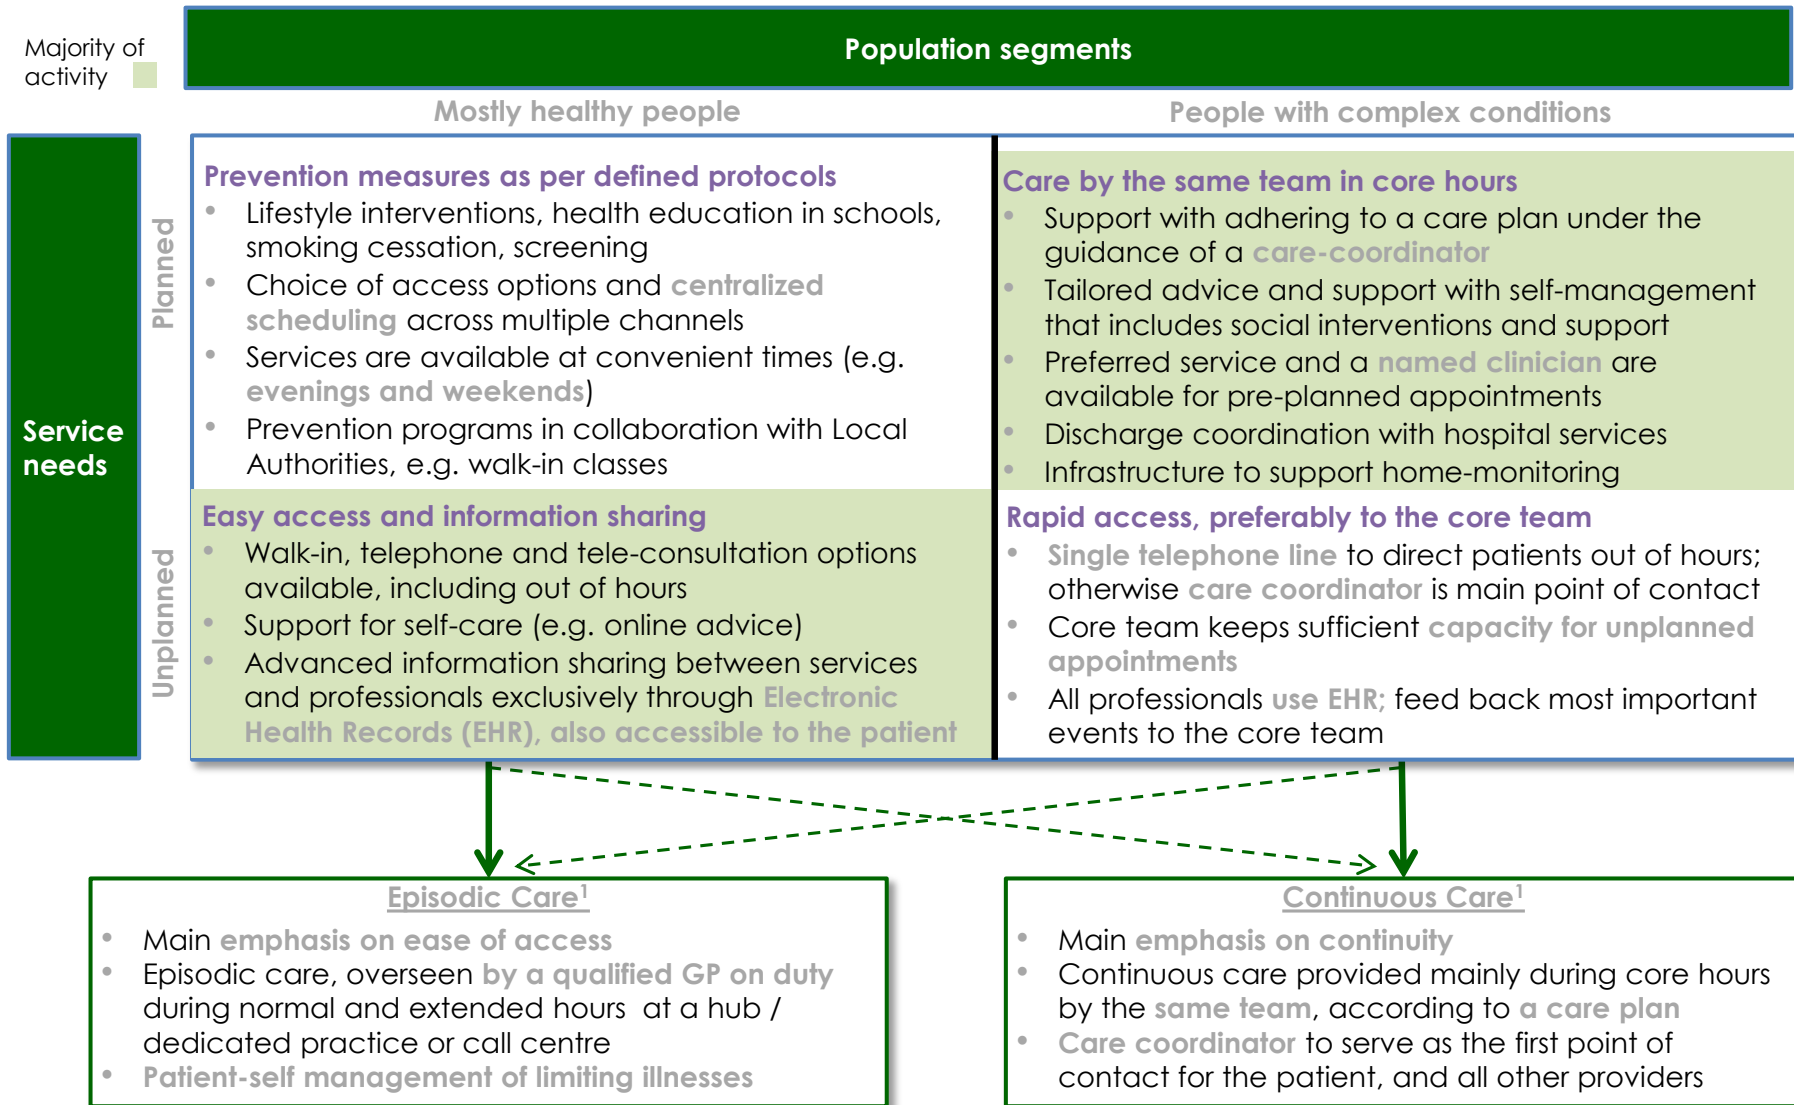 Majority of
activity
Population segments
Mostly healthy people
People with complex conditions
Service
needs
Planned
Unplanned
Prevention measures as per defined protocols
• Lifestyle interventions, health education in schools,
smoking cessation, screening
• Choice of access options and centralized
scheduling across multiple channels
• Services are available at convenient times (e.g.
evenings and weekends)
• Prevention programs in collaboration with Local
Authorities, e.g. walk-in classes
Care by the same team in core hours
• Support with adhering to a care plan under the
guidance of a care-coordinator
• Tailored advice and support with self-management
that includes social interventions and support
• Preferred service and a named clinician are
available for pre-planned appointments
• Discharge coordination with hospital services
• Infrastructure to support home-monitoring
Easy access and information sharing
• Walk-in, telephone and tele-consultation options
available, including out of hours
• Support for self-care (e.g. online advice)
• Advanced information sharing between services
and professionals exclusively through Electronic
Health Records (EHR), also accessible to the patient
Rapid access, preferably to the core team
• Single telephone line to direct patients out of hours;
otherwise care coordinator is main point of contact
• Core team keeps sufficient capacity for unplanned
appointments
• All professionals use EHR; feed back most important
events to the core team
Episodic Care¹
• Main emphasis on ease of access
• Episodic care, overseen by a qualified GP on duty
during normal and extended hours at a hub /
dedicated practice or call centre
• Patient-self management of limiting illnesses
Continuous Care¹
• Main emphasis on continuity
• Continuous care provided mainly during core hours
by the same team, according to a care plan
• Care coordinator to serve as the first point of
contact for the patient, and all other providers